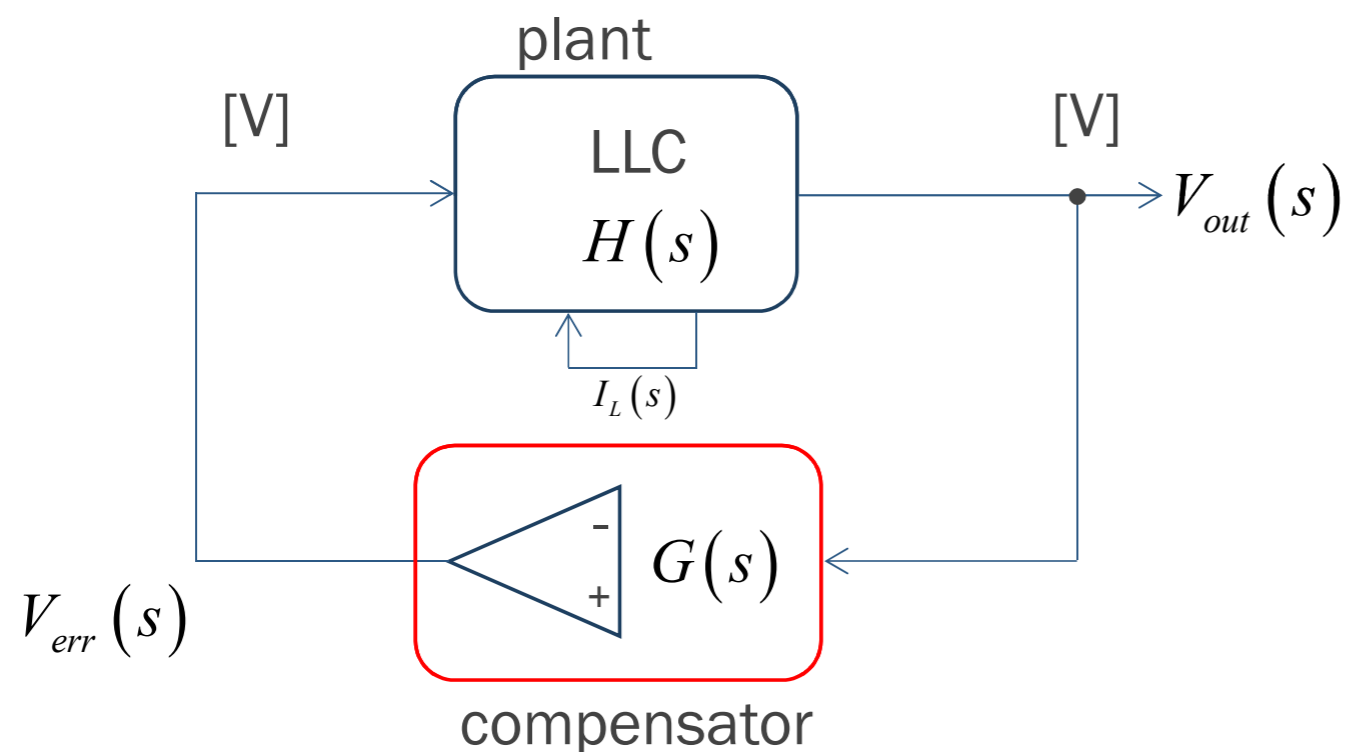 plant
[V]
[V]
LLC
H(s)
V_out(s)
I_L(s)
-
+
G(s)
V_err(s)
compensator